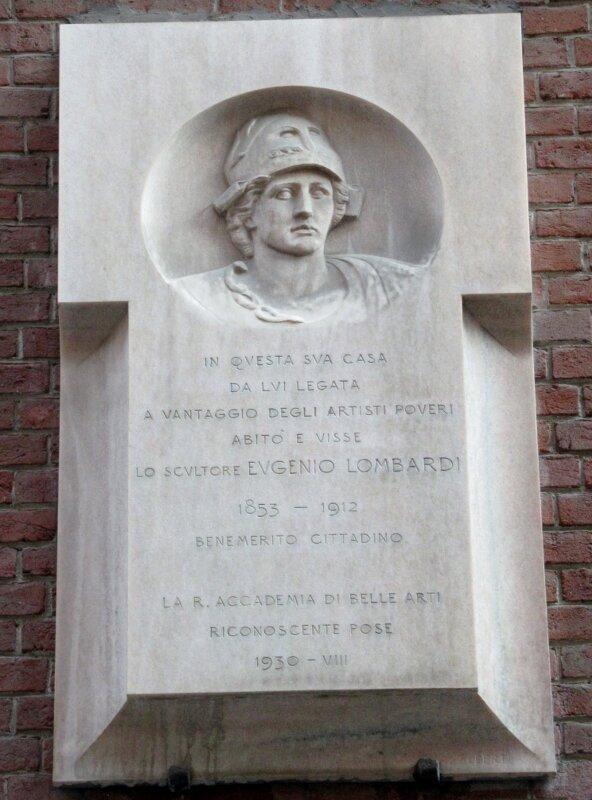 IN QVESTA SVA CASA
DA LVI LEGATA
A VANTAGGIO DEGLI ARTISTI POVERI
ABITÒ E VISSE
LO SCVLTORE EVGENIO LOMBARDI
1853 – 1912
BENEMERITO CITTADINO
LA R. ACCADEMIA DI BELLE ARTI
RICONOSCENTE POSE
1930 – VIII